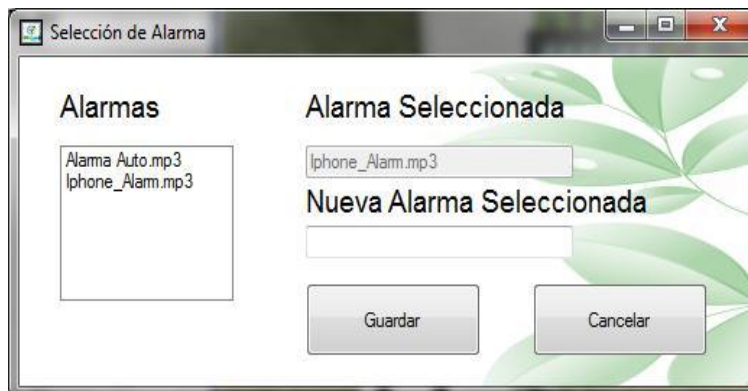 Selección de Alarma
Alarmas
Alarma Auto.mp3
Iphone_Alarm.mp3
Alarma Seleccionada
Iphone_Alarm.mp3
Nueva Alarma Seleccionada
Guardar
Cancelar